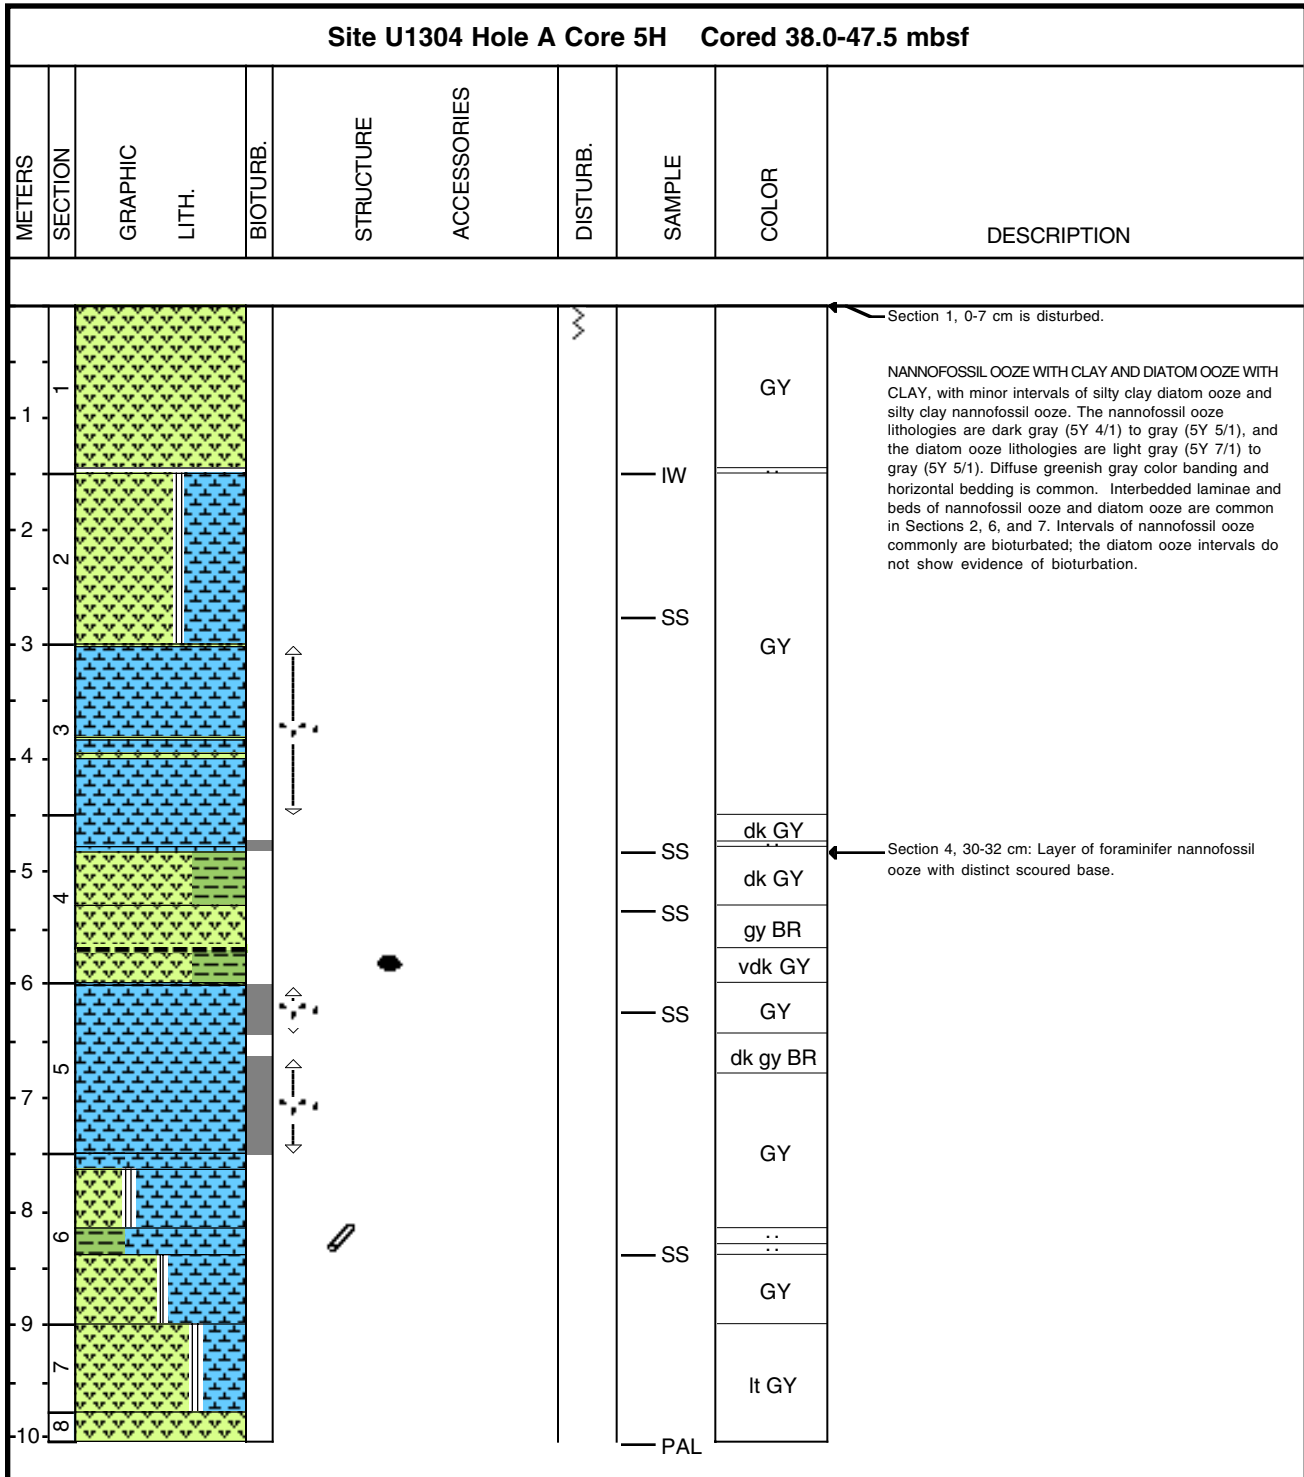 Site U1304 Hole A Core 5H Cored 38.0-47.5 mbsf
METERS
SECTION
GRAPHIC
LITH.
BIOTURB.
STRUCTURE
ACCESSORIES
DISTURB.
SAMPLE
COLOR
DESCRIPTION
Section 1, 0-7 cm is disturbed.
NANNOFOSSIL OOZE WITH CLAY AND DIATOM OOZE WITH
CLAY, with minor intervals of silty clay diatom ooze and
silty clay nannofossil ooze. The nannofossil ooze
lithologies are dark gray (5Y 4/1) to gray (5Y 5/1), and
the diatom ooze lithologies are light gray (5Y 7/1) to
gray (5Y 5/1). Diffuse greenish gray color banding and
horizontal bedding is common. Interbedded laminae and
beds of nannofossil ooze and diatom ooze are common
in Sections 2, 6, and 7. Intervals of nannofossil ooze
commonly are bioturbated; the diatom ooze intervals do
not show evidence of bioturbation.
Section 4, 30-32 cm: Layer of foraminifer nannofossil
ooze with distinct scoured base.
1
2
3
4
5
6
7
8
9
10
1
2
3
4
5
6
7
8
IW
SS
SS
SS
SS
SS
PAL
GY
GY
dk GY
dk GY
gy BR
vdk GY
GY
dk gy BR
GY
GY
lt GY